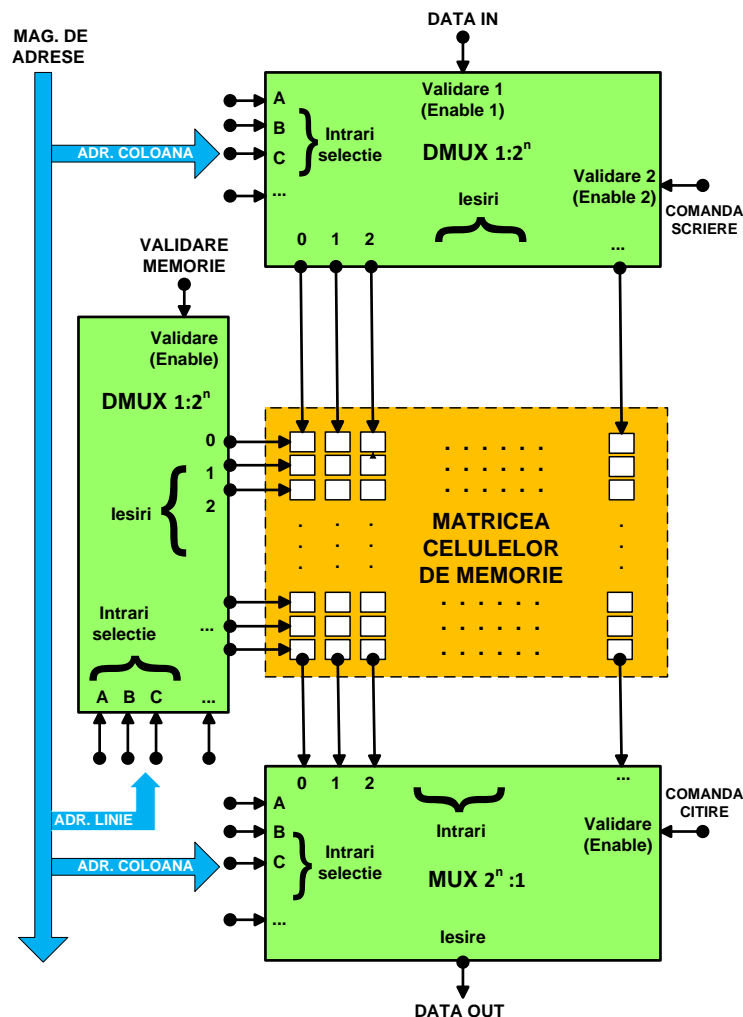 MAG. DE
ADRESE
DATA IN
Validare 1
(Enable 1)
A
B
C
...
Intrari
selectie
DMUX 1:2ⁿ
Validare 2
(Enable 2)
Iesiri
0 1 2 ...
COMANDA
SCRIERE
ADR. COLOANA
VALIDARE
MEMORIE
Validare
(Enable)
DMUX 1:2ⁿ
0
1
2
Iesiri
...
Intrari
selectie
A B C ...
MATRICEA
CELULELOR
DE MEMORIE
ADR. LINIE
ADR. COLOANA
0 1 2 ...
A
B
C
...
Intrari
selectie
Intrari
Validare
(Enable)
MUX 2ⁿ :1
Iesire
COMANDA
CITIRE
DATA OUT